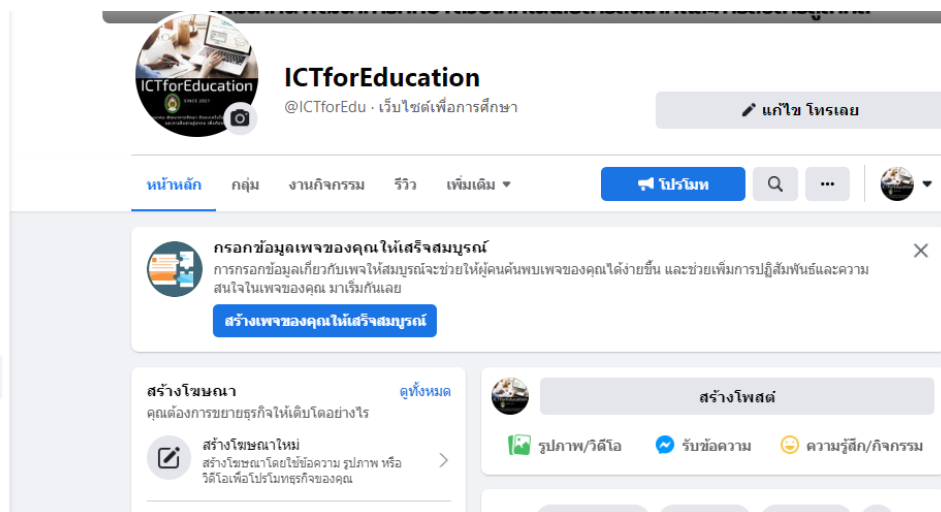 ICTforEducation
SINCE 2021
ICTforEducation
@ICTforEdu · เว็บไซต์เพื่อการศึกษา
แก้ไข โทรเลย
หน้าหลัก
กลุ่ม
งานกิจกรรม
รีวิว
เพิ่มเติม
โปรโมท
กรอกข้อมูลเพจของคุณให้เสร็จสมบูรณ์
การกรอกข้อมูลเกี่ยวกับเพจให้สมบูรณ์จะช่วยให้ผู้คนค้นพบเพจของคุณได้ง่ายขึ้น และช่วยเพิ่มการปฏิสัมพันธ์และความ
สนใจในเพจของคุณ มาเริ่มกันเลย
สร้างเพจของคุณให้เสร็จสมบูรณ์
สร้างโฆษณา
ดูทั้งหมด
คุณต้องการขยายธุรกิจให้เติบโตอย่างไร
สร้างโฆษณาใหม่
สร้างโฆษณาโดยใช้ข้อความ รูปภาพ หรือ
วิดีโอเพื่อโปรโมทธุรกิจของคุณ
สร้างโพสต์
รูปภาพ/วิดีโอ
รับข้อความ
ความรู้สึก/กิจกรรม